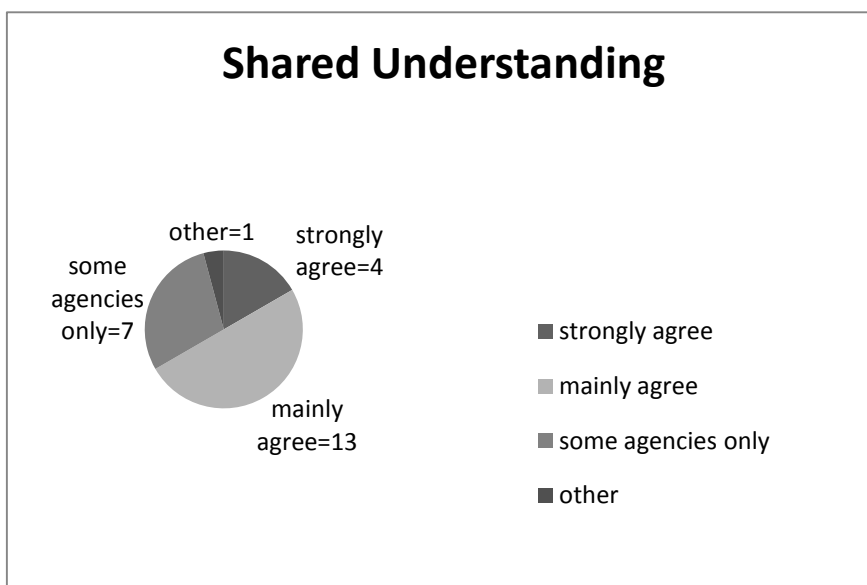 Shared Understanding
other=1
strongly
agree=4
some
agencies
only=7
mainly
agree=13
strongly agree
mainly agree
some agencies only
other